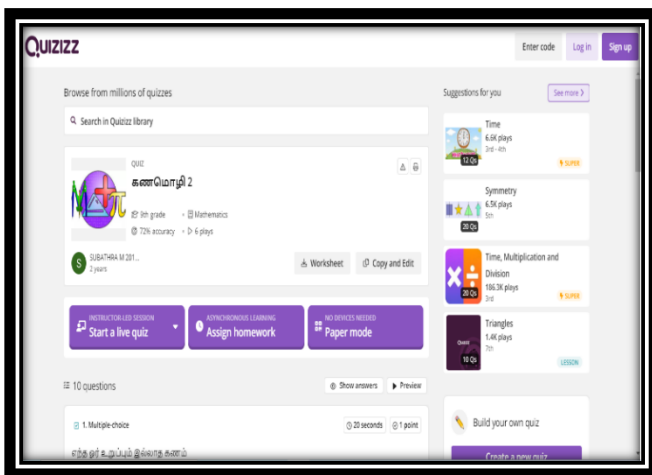 Quizizz
Enter code
Log in
Sign up
Browse from millions of quizzes
Search in Quizizz library
QUIZ
கணமொழி 2
9th grade • Mathematics
72% accuracy • 6 plays
S
SUBATHRA M 201...
2 years
Worksheet
Copy and Edit
INSTRUCTOR-LED SESSION
Start a live quiz
ASYNCHRONOUS LEARNING
Assign homework
NO DEVICES NEEDED
Paper mode
10 questions
Show answers
Preview
1. Multiple-choice
20 seconds
1 point
எந்த ஓர் உறுப்பும் இல்லாத கணம்
Suggestions for you
See more >
Time
6.6K plays
3rd - 4th
12 Qs
SUPER
Symmetry
6.5K plays
5th
20 Qs
Time, Multiplication and
Division
186.3K plays
3rd
20 Qs
SUPER
Triangles
1.4K plays
7th
10 Qs
LESSON
Build your own quiz
Create a new quiz